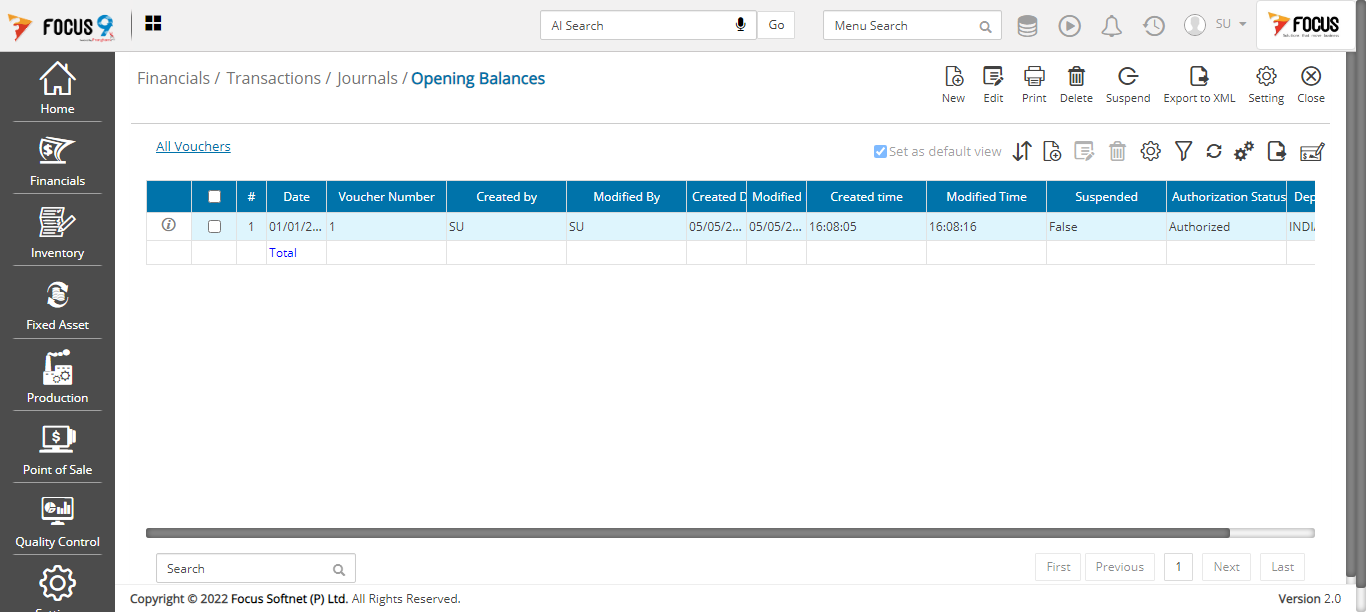 FOCUS 9
AI Search
Go
Menu Search
SU
FOCUS
Home
Financials
Inventory
Fixed Asset
Production
Point of Sale
Quality Control
Financials / Transactions / Journals / Opening Balances
New
Edit
Print
Delete
Suspend
Export to XML
Setting
Close
All Vouchers
Set as default view
# Date Voucher Number Created by Modified By Created D Modified Created time Modified Time Suspended Authorization Status Dep
1 01/01/2... 1 SU SU 05/05/2... 05/05/2... 16:08:05 16:08:16 False Authorized INDI
Total
Search
First Previous 1 Next Last
Copyright © 2022 Focus Softnet (P) Ltd. All Rights Reserved.
Version 2.0